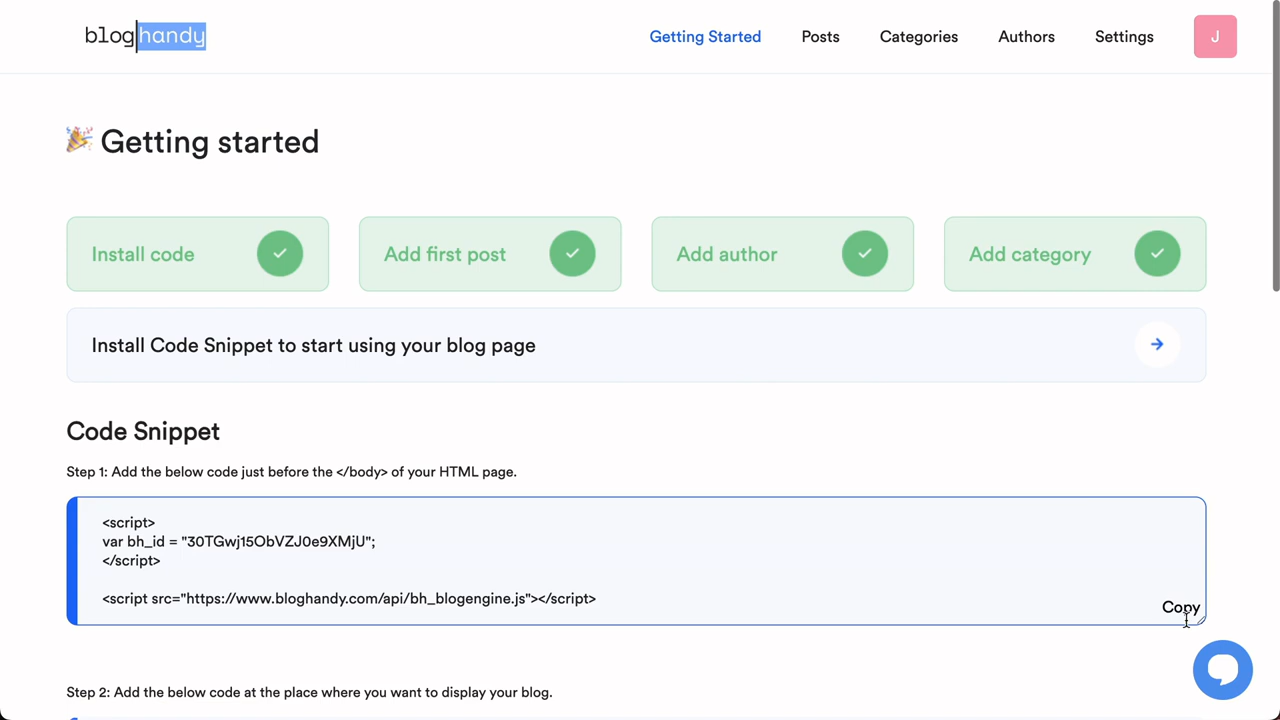 bloghandy
Getting Started Posts Categories Authors Settings J
Getting started
Install code Add first post Add author Add category
Install Code Snippet to start using your blog page
Code Snippet
Step 1: Add the below code just before the </body> of your HTML page.
<script>
var bh_id = "30TGwj15ObVZJ0e9XMjU";
</script>
<script src="https://www.bloghandy.com/api/bh_blogengine.js"></script>
Copy
Step 2: Add the below code at the place where you want to display your blog.